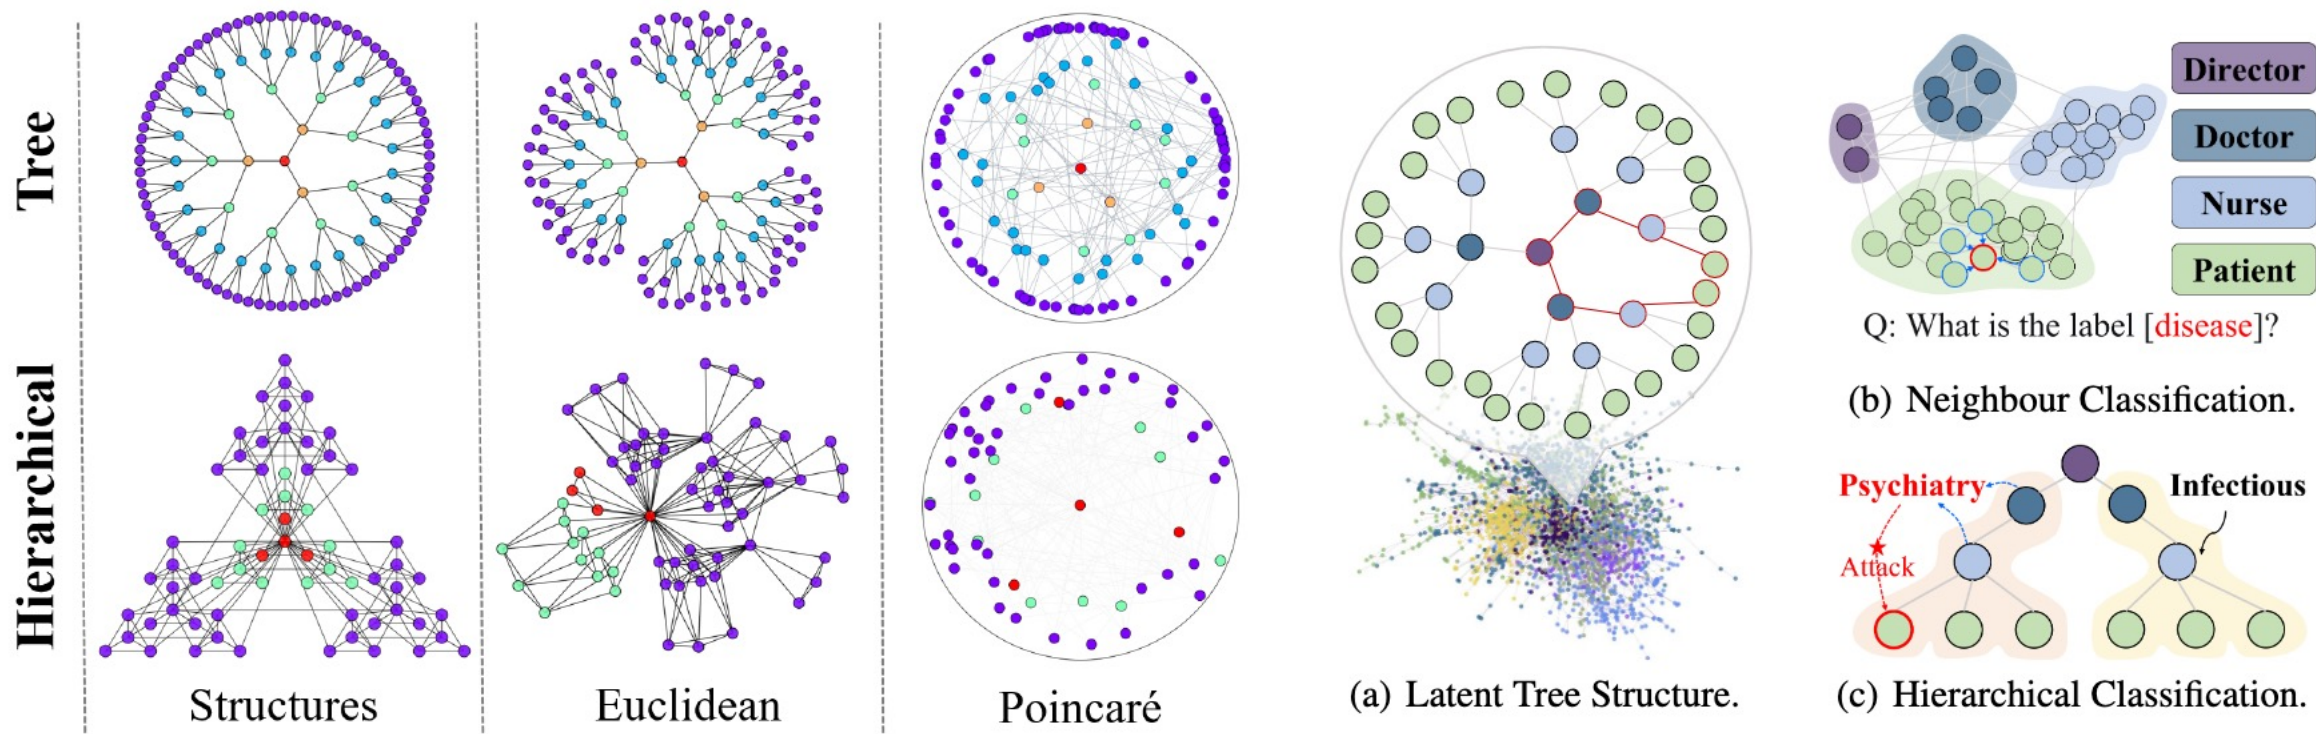 Tree
Hierarchical
Structures
Euclidean
Poincaré
(a) Latent Tree Structure.
Director
Doctor
Nurse
Patient
Q: What is the label [disease]?
(b) Neighbour Classification.
Psychiatry
Infectious
Attack
(c) Hierarchical Classification.